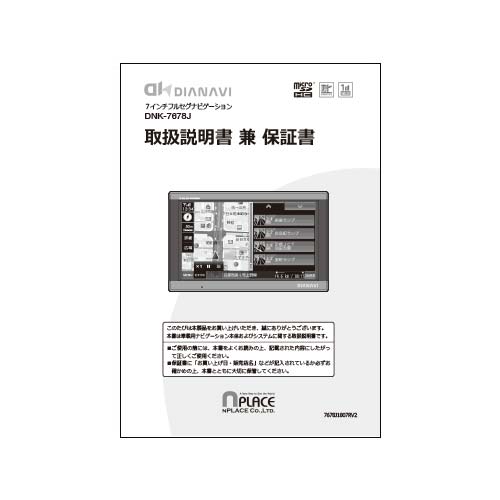 DIANAVI
7インチフルセグナビゲーション
DNK-7678J
micro
SD
HC
取扱説明書 兼 保証書
DIANAVI
このたびは本製品をお買い上げいただき、誠にありがとうございます。
本書は車載用ナビゲーション本体およびシステムに関する取扱説明書です。
■ご使用の際には、本書をよくお読みの上、記載された内容にしたがっ
て正しくご使用ください。
■保証書に「お買い上げ日・販売店名」などが記入されているか必ずお
確かめの上、本書とともに大切に保管してください。
nPLACE
NPLACE CO.,LTD.
7678J1807RV2